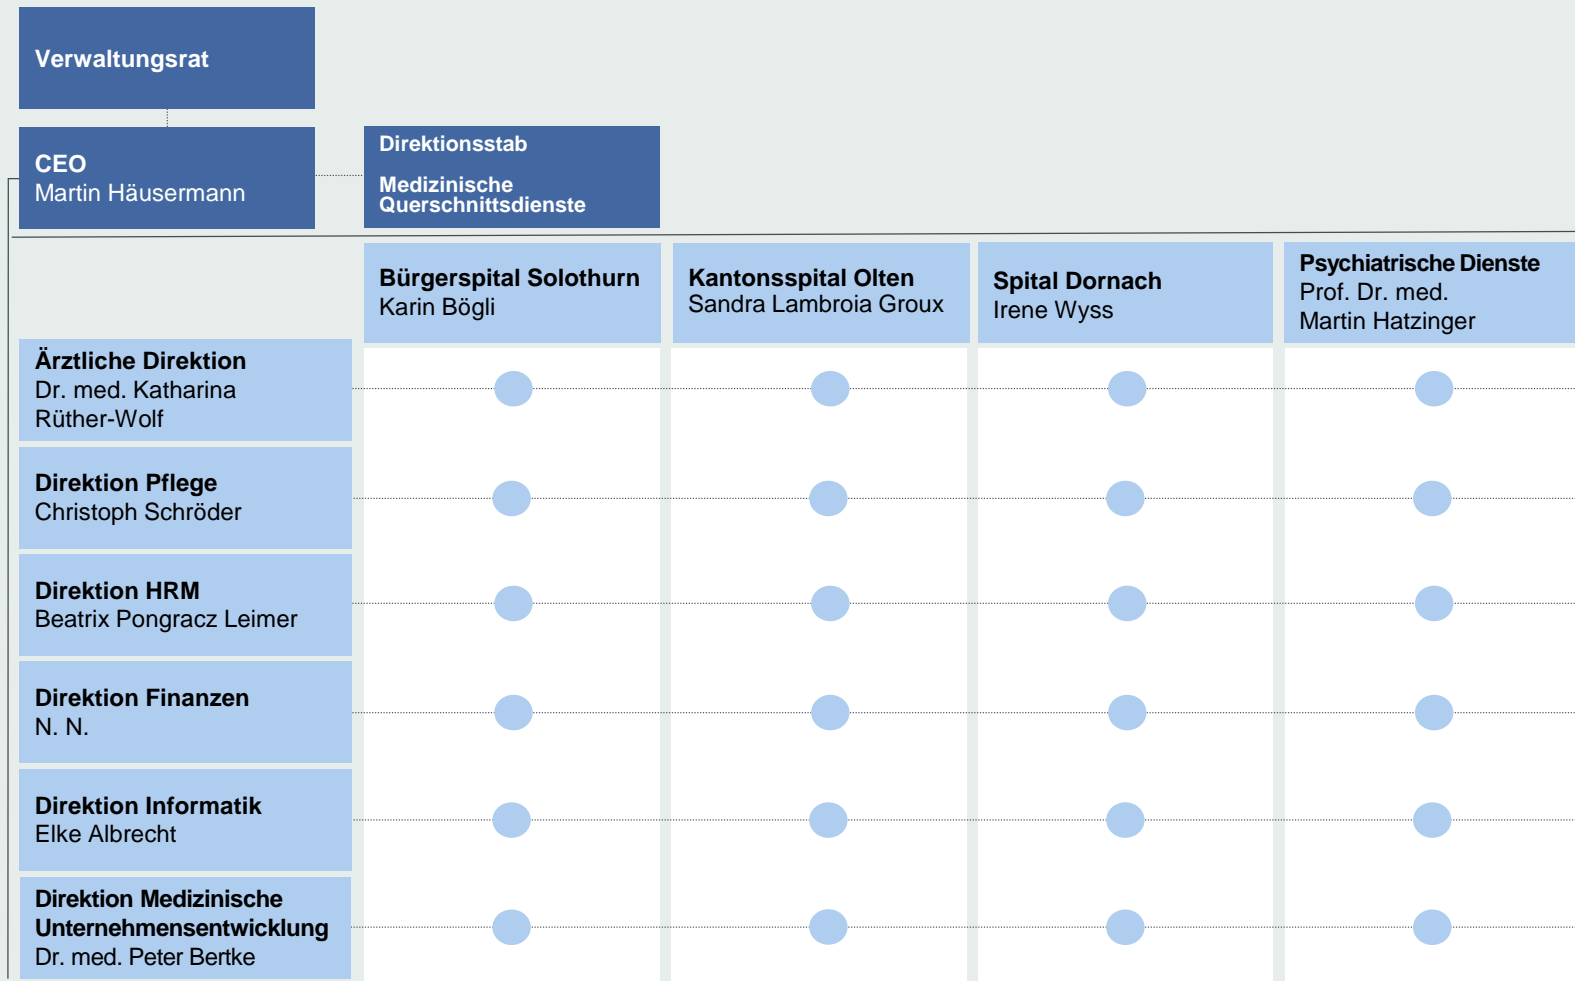 Verwaltungsrat
CEO
Martin Häusermann
Direktionsstab
Medizinische
Querschnittsdienste
Bürgerspital Solothurn
Karin Bögli
Kantonsspital Olten
Sandra Lambroia Groux
Spital Dornach
Irene Wyss
Psychiatrische Dienste
Prof. Dr. med.
Martin Hatzinger
Ärztliche Direktion
Dr. med. Katharina
Rüther-Wolf
Direktion Pflege
Christoph Schröder
Direktion HRM
Beatrix Pongracz Leimer
Direktion Finanzen
N. N.
Direktion Informatik
Elke Albrecht
Direktion Medizinische
Unternehmensentwicklung
Dr. med. Peter Bertke